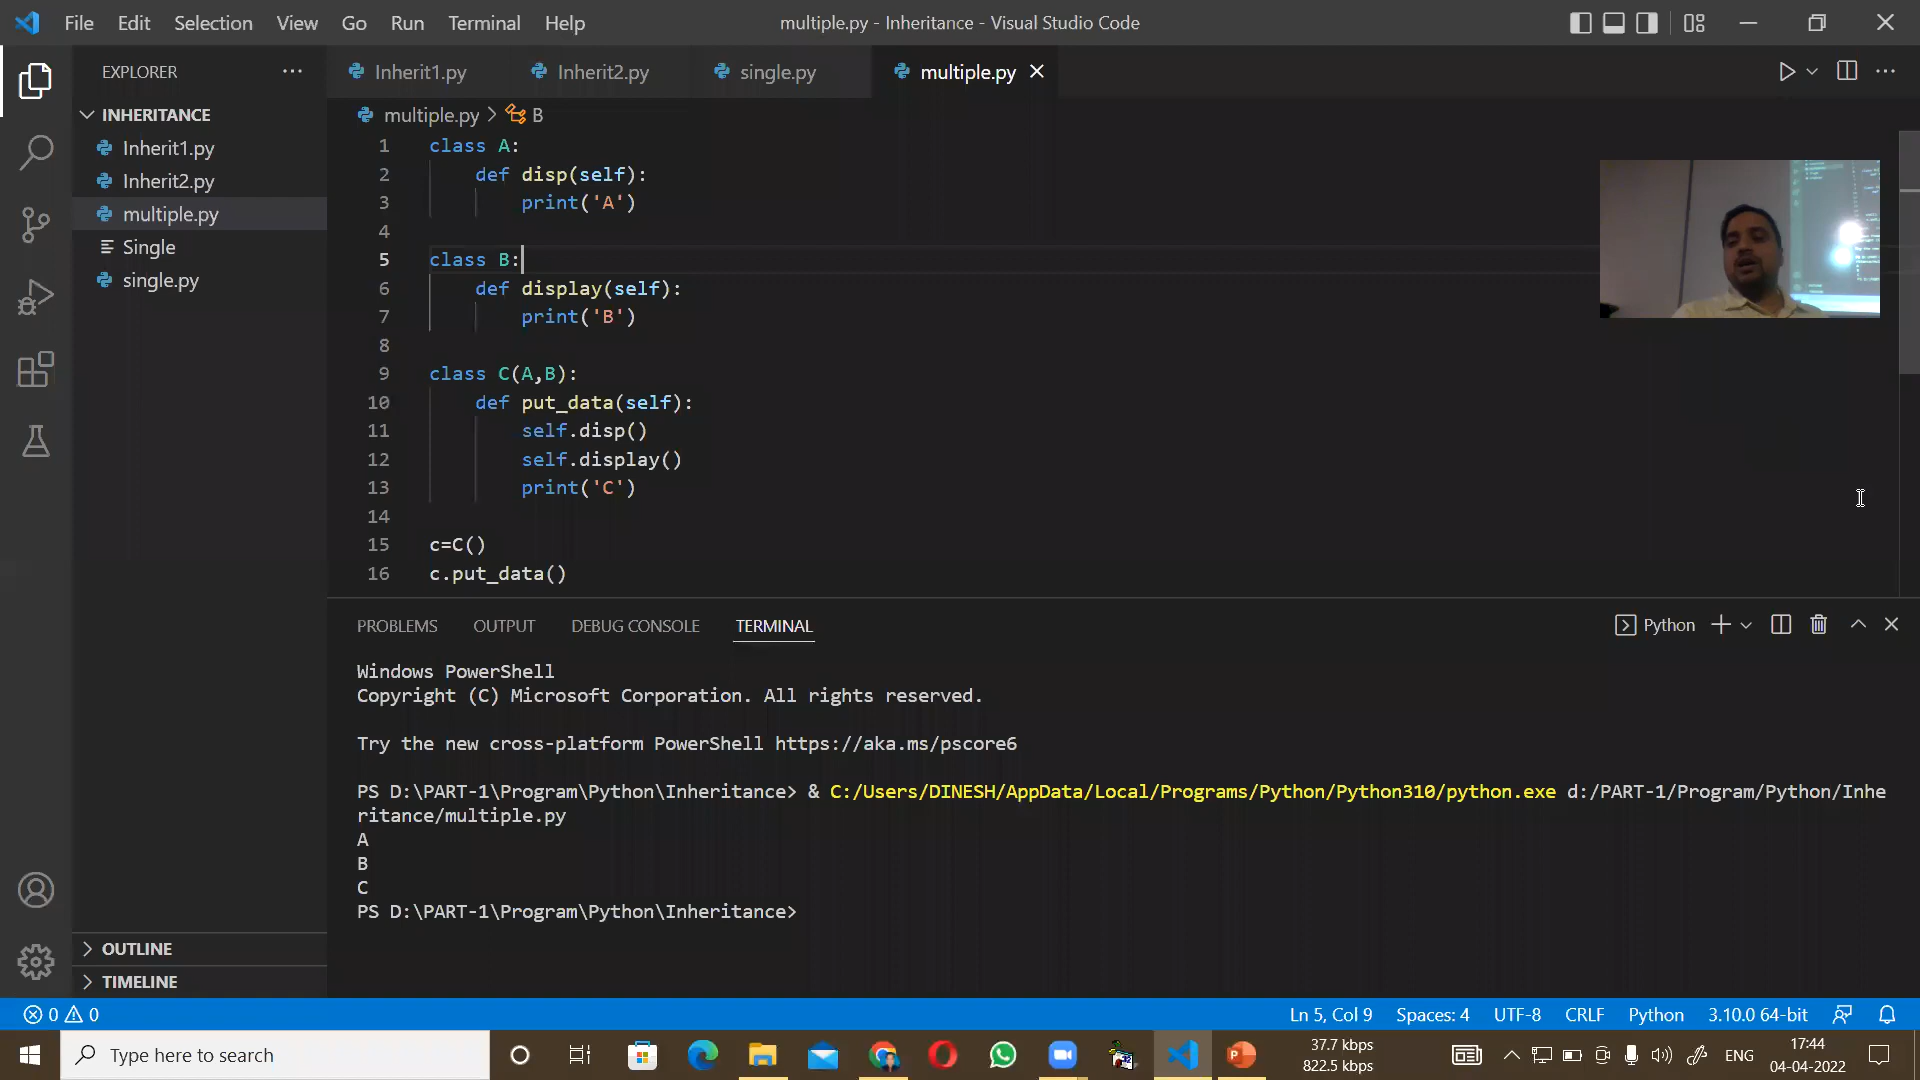 File Edit Selection View Go Run Terminal Help
multiple.py - Inheritance - Visual Studio Code
EXPLORER
INHERITANCE
Inherit1.py
Inherit2.py
multiple.py
Single
single.py
OUTLINE
TIMELINE
Inherit1.py Inherit2.py single.py multiple.py
multiple.py > B
1 class A:
2 def disp(self):
3 print('A')
4
5 class B:
6 def display(self):
7 print('B')
8
9 class C(A,B):
10 def put_data(self):
11 self.disp()
12 self.display()
13 print('C')
14
15 c=C()
16 c.put_data()
PROBLEMS OUTPUT DEBUG CONSOLE TERMINAL
Python
Windows PowerShell
Copyright (C) Microsoft Corporation. All rights reserved.
Try the new cross-platform PowerShell https://aka.ms/pscore6
PS D:\PART-1\Program\Python\Inheritance> & C:/Users/DINESH/AppData/Local/Programs/Python/Python310/python.exe d:/PART-1/Program/Python/Inhe
ritance/multiple.py
A
B
C
PS D:\PART-1\Program\Python\Inheritance>
0 0
Ln 5, Col 9 Spaces: 4 UTF-8 CRLF Python 3.10.0 64-bit
Type here to search
37.7 kbps
822.5 kbps
ENG
17:44
04-04-2022